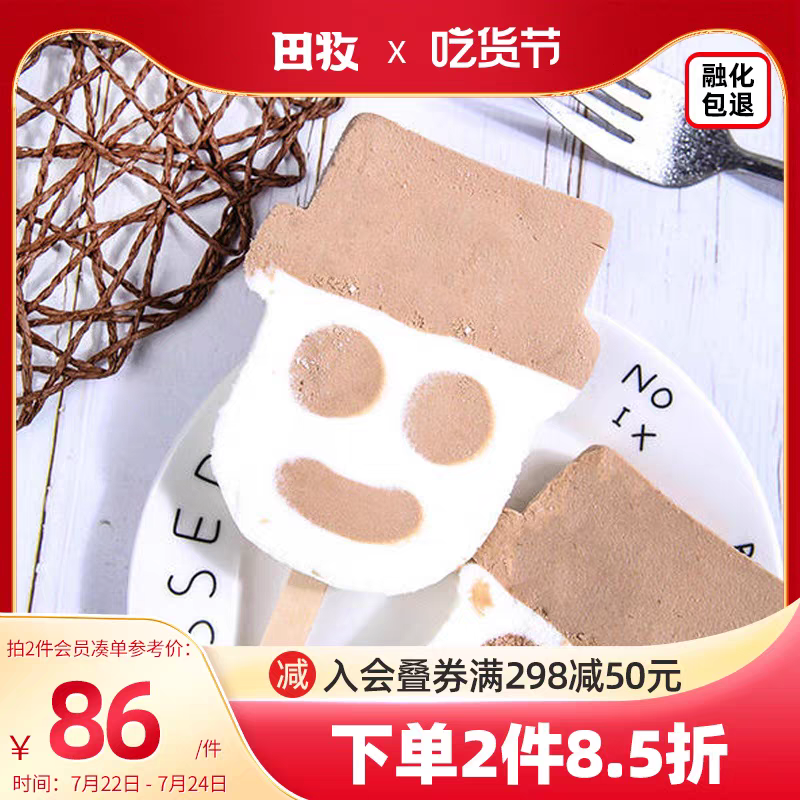 田牧 x 吃货节
融化
包退
NO
IX
SSE
拍2件会员凑单参考价:
¥86/件
时间: 7月22日 - 7月24日
减 入会叠券满298减50元
下单2件8.5折